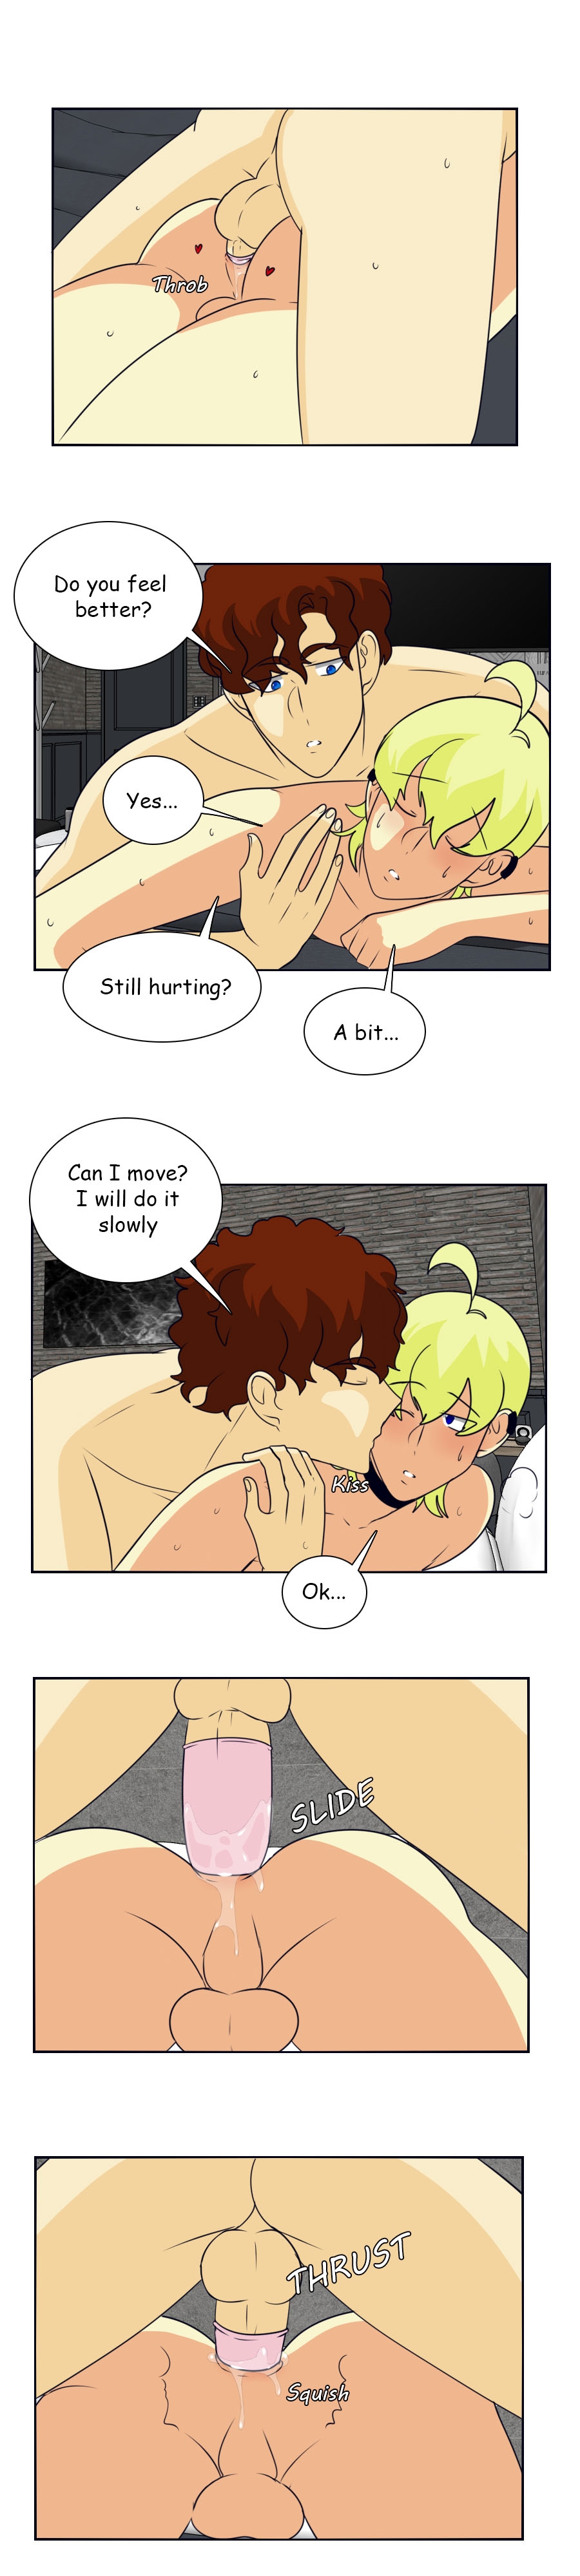 Throb
Do you feel
better?
Yes...
Still hurting?
A bit...
Can I move?
I will do it
slowly
Kiss
Ok...
SLIDE
THRUST
Squish